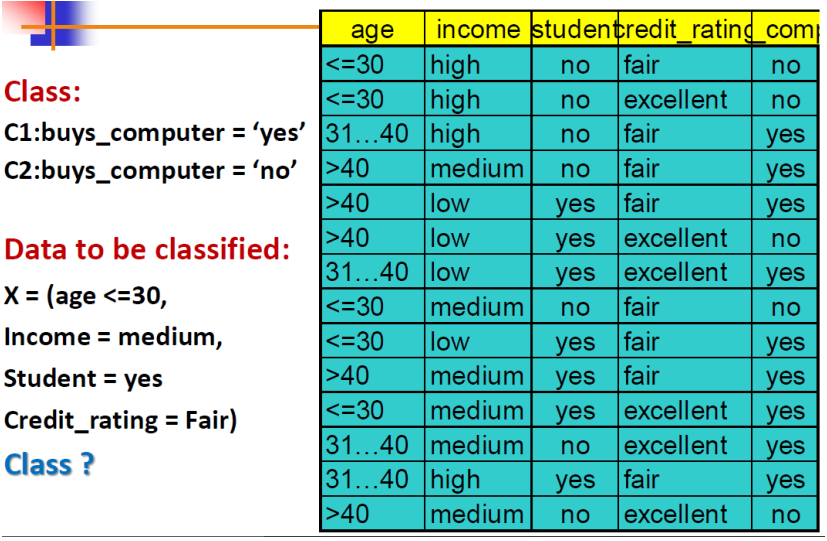 Class:
C1:buys_computer = ‘yes’
C2:buys_computer = ‘no’
Data to be classified:
X = (age <=30,
Income = medium,
Student = yes
Credit_rating = Fair)
Class ?
age income student credit_rating _com
<=30 high no fair no
<=30 high no excellent no
31…40 high no fair yes
>40 medium no fair yes
>40 low yes fair yes
>40 low yes excellent no
31…40 low yes excellent yes
<=30 medium no fair no
<=30 low yes fair yes
>40 medium yes fair yes
<=30 medium yes excellent yes
31…40 medium no excellent yes
31…40 high yes fair yes
>40 medium no excellent no